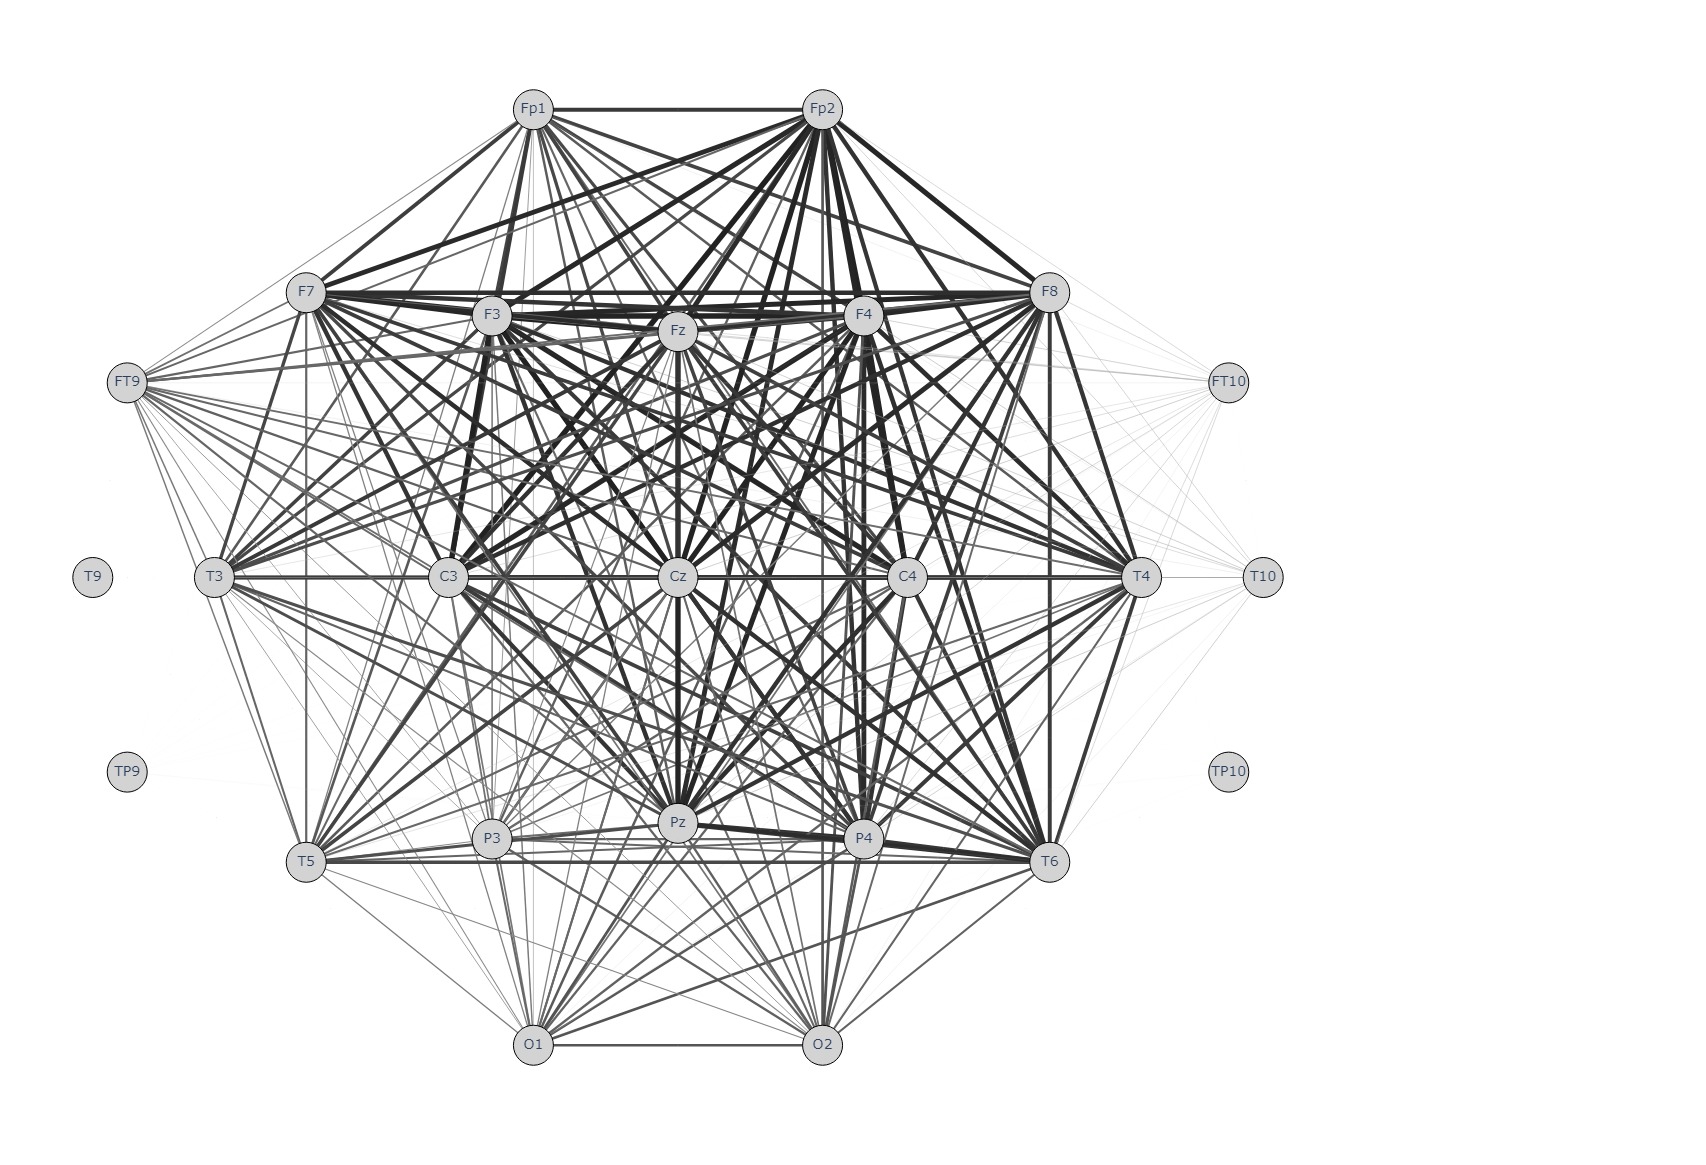 Fp1 Fp2
F7 F3 Fz F4 F8
FT9 FT10
T9 T3 C3 Cz C4 T4 T10
TP9 TP10
T5 P3 Pz P4 T6
O1 O2